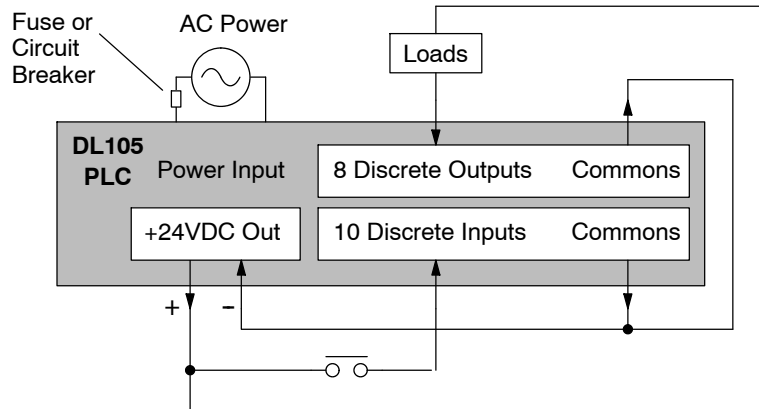 Fuse or
Circuit
Breaker
AC Power
Loads
DL105
PLC
Power Input
8 Discrete Outputs
Commons
+24VDC Out
10 Discrete Inputs
Commons
+
–